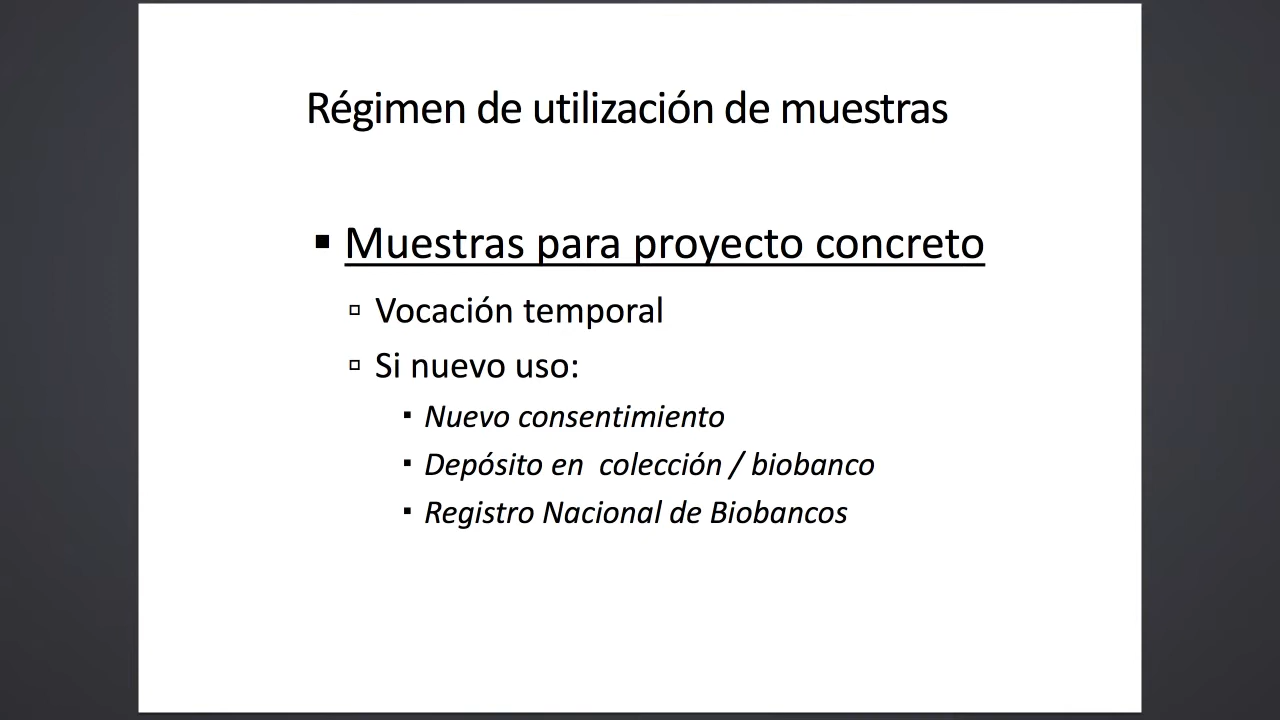 Régimen de utilización de muestras
▪ Muestras para proyecto concreto
▫ Vocación temporal
▫ Si nuevo uso:
▪ Nuevo consentimiento
▪ Depósito en colección / biobanco
▪ Registro Nacional de Biobancos